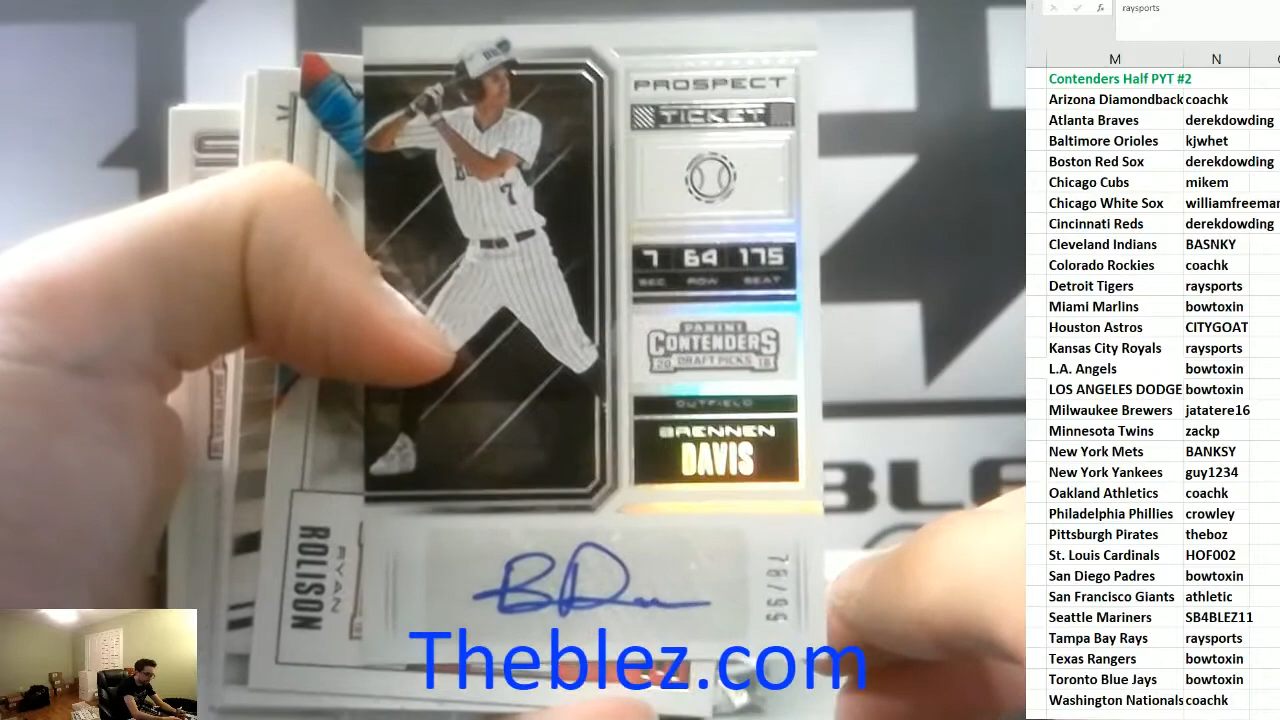 raysports
M N
Contenders Half PYT #2
Arizona Diamondback coachk
Atlanta Braves derekdowding
Baltimore Orioles kjwhet
Boston Red Sox derekdowding
Chicago Cubs mikem
Chicago White Sox williamfreeman
Cincinnati Reds derekdowding
Cleveland Indians BASNKY
Colorado Rockies coachk
Detroit Tigers raysports
Miami Marlins bowtoxin
Houston Astros CITYGOAT
Kansas City Royals raysports
L.A. Angels bowtoxin
LOS ANGELES DODGE bowtoxin
Milwaukee Brewers jatatere16
Minnesota Twins zackp
New York Mets BANKSY
New York Yankees guy1234
Oakland Athletics coachk
Philadelphia Phillies crowley
Pittsburgh Pirates theboz
St. Louis Cardinals HOF002
San Diego Padres bowtoxin
San Francisco Giants athletic
Seattle Mariners SB4BLEZ11
Tampa Bay Rays raysports
Texas Rangers bowtoxin
Toronto Blue Jays bowtoxin
Washington Nationals coachk
PROSPECT
TICKET
7 64 175
SEC ROW SEAT
PANINI
CONTENDERS
20 DRAFT PICKS 18
OUTFIELD
BRENNEN
DAVIS
7
RYAN
ROLISON
78/99
BLE
Theblez.com